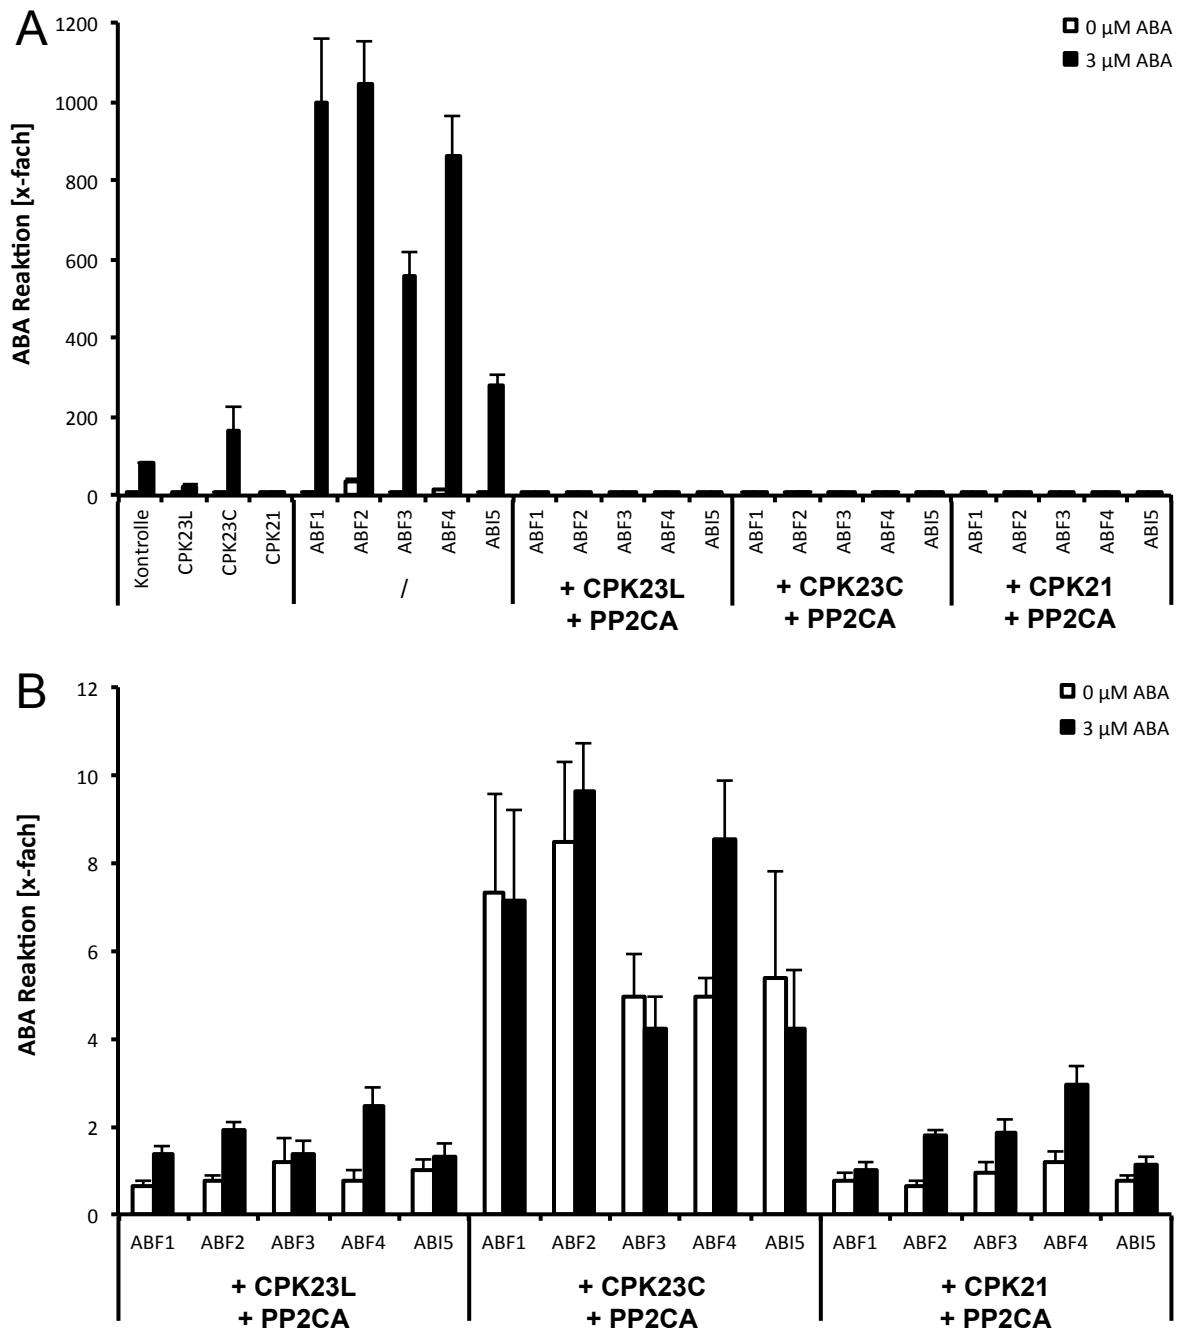 A
0 µM ABA
3 µM ABA
ABA Reaktion [x-fach]
1200
1000
800
600
400
200
0
Kontrolle CPK23L CPK23C CPK21 ABF1 ABF2 ABF3 ABF4 ABI5 ABF1 ABF2 ABF3 ABF4 ABI5 ABF1 ABF2 ABF3 ABF4 ABI5 ABF1 ABF2 ABF3 ABF4 ABI5
/ + CPK23L + CPK23C + CPK21
+ PP2CA + PP2CA + PP2CA
B
0 µM ABA
3 µM ABA
ABA Reaktion [x-fach]
12
10
8
6
4
2
0
ABF1 ABF2 ABF3 ABF4 ABI5 ABF1 ABF2 ABF3 ABF4 ABI5 ABF1 ABF2 ABF3 ABF4 ABI5
+ CPK23L + CPK23C + CPK21
+ PP2CA + PP2CA + PP2CA